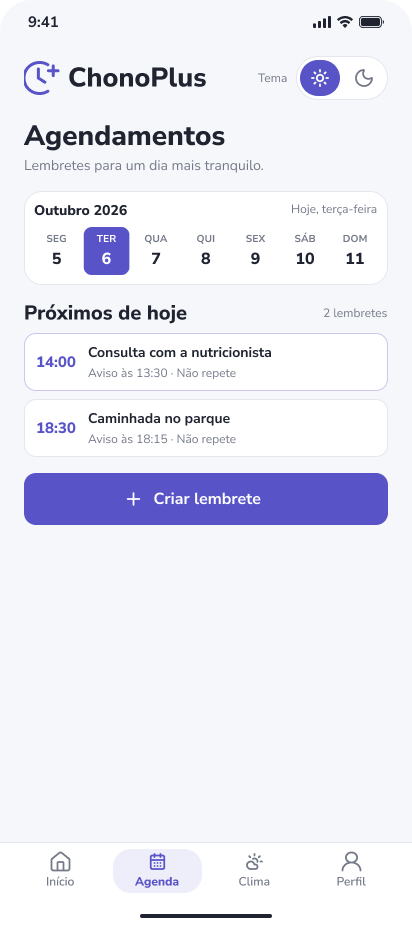 9:41
ChonoPlus
Tema
Agendamentos
Lembretes para um dia mais tranquilo.
Outubro 2026
Hoje, terça-feira
SEG TER QUA QUI SEX SÁB DOM
5 6 7 8 9 10 11
Próximos de hoje
2 lembretes
14:00
Consulta com a nutricionista
Aviso às 13:30 · Não repete
18:30
Caminhada no parque
Aviso às 18:15 · Não repete
+ Criar lembrete
Início Agenda Clima Perfil